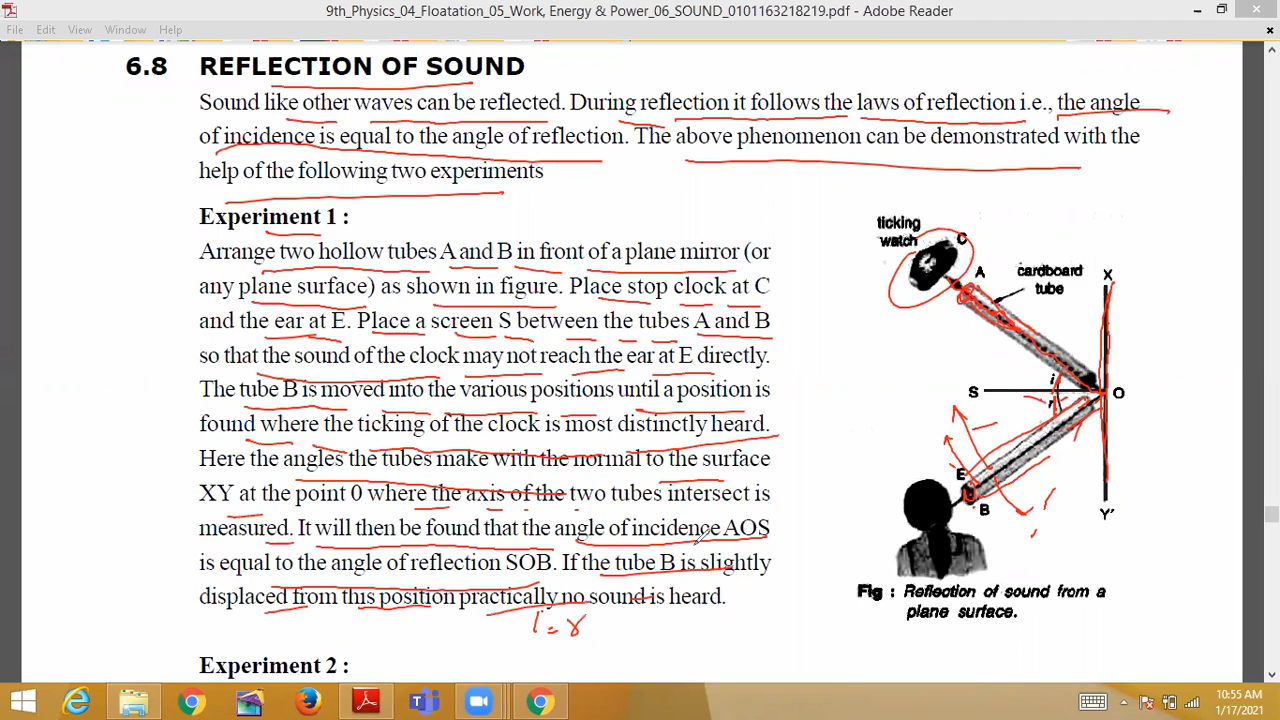 9th_Physics_04_Floatation_05_Work, Energy & Power_06_SOUND_0101163218219.pdf - Adobe Reader
File Edit View Window Help
6.8 REFLECTION OF SOUND
Sound like other waves can be reflected. During reflection it follows the laws of reflection i.e., the angle
of incidence is equal to the angle of reflection. The above phenomenon can be demonstrated with the
help of the following two experiments
Experiment 1 :
Arrange two hollow tubes A and B in front of a plane mirror (or
any plane surface) as shown in figure. Place stop clock at C
and the ear at E. Place a screen S between the tubes A and B
so that the sound of the clock may not reach the ear at E directly.
The tube B is moved into the various positions until a position is
found where the ticking of the clock is most distinctly heard.
Here the angles the tubes make with the normal to the surface
XY at the point 0 where the axis of the two tubes intersect is
measured. It will then be found that the angle of incidence AOS
is equal to the angle of reflection SOB. If the tube B is slightly
displaced from this position practically no sound is heard.
i = r
Experiment 2 :
ticking
watch
C
A
cardboard
tube
X
S
i
r
O
E
B
Y'
Fig : Reflection of sound from a
plane surface.
10:55 AM
1/17/2021